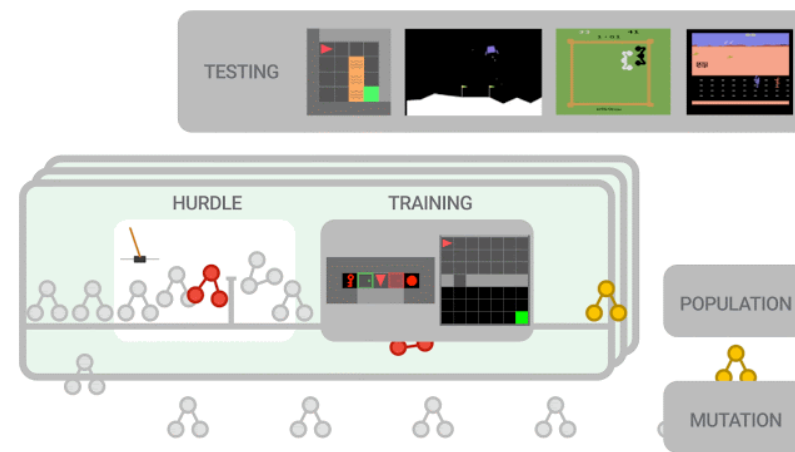 TESTING
HURDLE
TRAINING
POPULATION
MUTATION